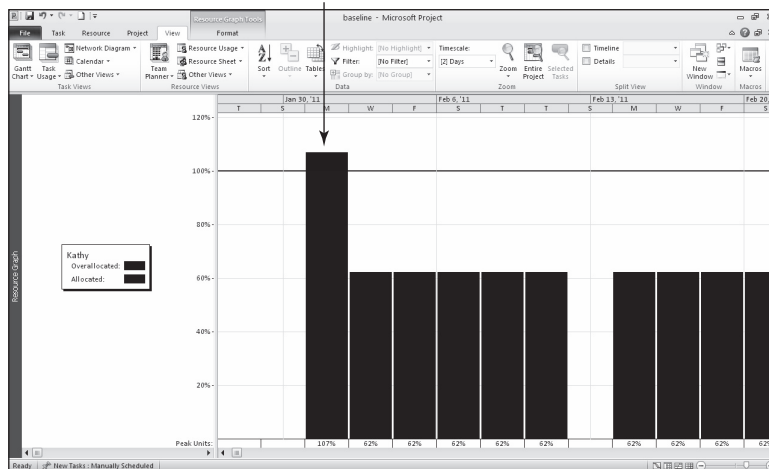 Resource Graph Tools
baseline - Microsoft Project
File Task Resource Project View Format
Gantt Chart
Task Usage
Network Diagram
Calendar
Other Views
Task Views
Team Planner
Resource Usage
Resource Sheet
Other Views
Resource Views
Sort
Outline
Tables
Highlight: [No Highlight]
Filter: [No Filter]
Group by: [No Group]
Data
Timescale:
[2] Days
Zoom
Entire Project
Selected Tasks
Zoom
Timeline
Details
Split View
New Window
Window
Macros
Macros
Jan 30, '11 Feb 6, '11 Feb 13, '11 Feb 20,
T S M W F S T T S M W F S
120%
100%
80%
60%
40%
20%
Resource Graph
Kathy
Overallocated:
Allocated:
Peak Units: 107% 62% 62% 62% 62% 62% 62% 62% 62% 62%
Ready New Tasks : Manually Scheduled